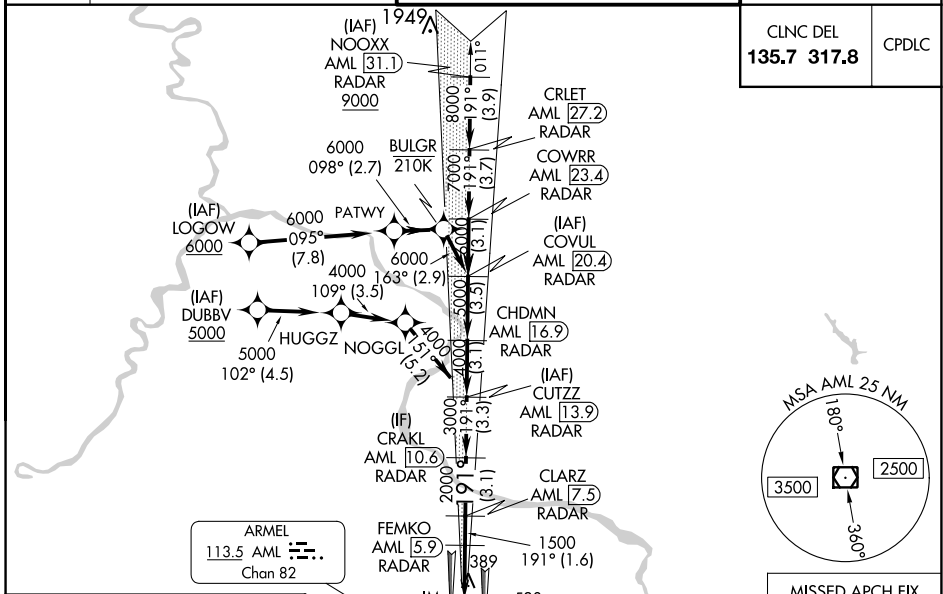 CLNC DEL
135.7 317.8
CPDLC
1949
(IAF)
NOOXX
AML 31.1
RADAR
9000
011°
8000
191°
(3.9)
CRLET
AML 27.2
RADAR
7000
191°
(3.7)
COWRR
AML 23.4
RADAR
6000
098° (2.7)
BULGR
210K
(IAF)
LOGOW
6000
6000
095°
(7.8)
PATWY
6000
(3.1)
6000
163° (2.9)
(IAF)
COVUL
AML 20.4
RADAR
5000
(3.5)
4000
109° (3.5)
(IAF)
DUBBV
5000
5000
102° (4.5)
HUGGZ
NOGGL
4000
151°
(5.2)
CHDMN
AML 16.9
RADAR
4000
(3.1)
(IAF)
CUTZZ
AML 13.9
RADAR
3000
191°
(3.3)
(IF)
CRAKL
AML 10.6
RADAR
2000
191°
(3.1)
CLARZ
AML 7.5
RADAR
FEMKO
AML 5.9
RADAR
1500
191° (1.6)
389
ARMEL
113.5 AML
Chan 82
MSA AML 25 NM
180°
3500
2500
360°
MISSED APCH FIX